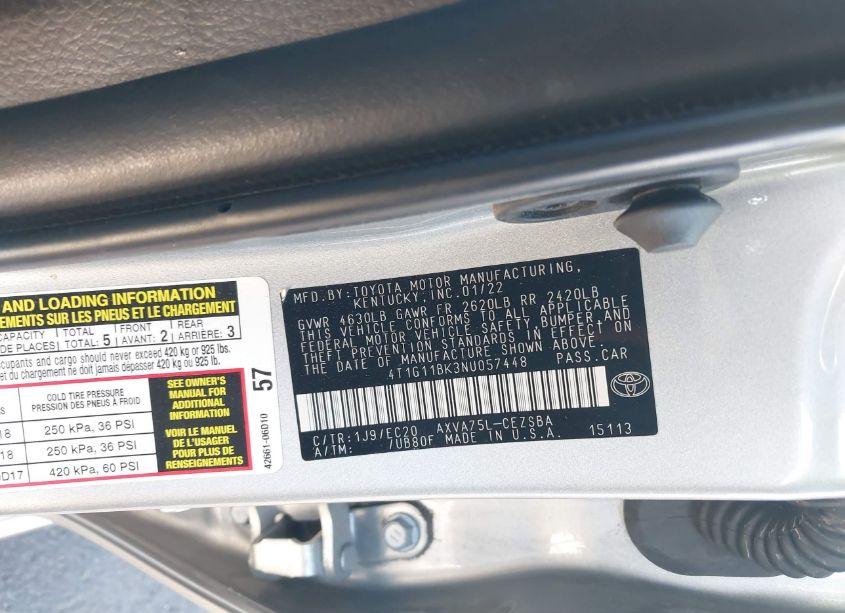 AND LOADING INFORMATION
EMENTS SUR LES PNEUS ET LE CHARGEMENT
CAPACITY TOTAL FRONT REAR
DE PLACES TOTAL 5 AVANT: 2 ARRIÈRE: 3
ccupants and cargo should never exceed 420 kg or 925 lbs.
et du chargement ne doit jamais dépasser 420 kg ou 925 lb.
COLD TIRE PRESSURE
PRESSION DES PNEUS À FROID
18 250 kPa, 36 PSI
18 250 kPa, 36 PSI
D17 420 kPa, 60 PSI
SEE OWNER'S
MANUAL FOR
ADDITIONAL
INFORMATION
VOIR LE MANUEL
DE L'USAGER
POUR PLUS DE
RENSEIGNEMENTS
57
42661-06D10
MFD.BY:TOYOTA MOTOR MANUFACTURING,
KENTUCKY,INC.01/22
GVWR 4630LB GAWR FR 2620LB RR 2420LB
THIS VEHICLE CONFORMS TO ALL APPLICABLE
FEDERAL MOTOR VEHICLE SAFETY,BUMPER,AND
THEFT PREVENTION STANDARDS IN EFFECT ON
THE DATE OF MANUFACTURE SHOWN ABOVE.
4T1G11BK3NU057448 PASS.CAR
C/TR:1J9/EC20 AXVA75L-CEZSBA
A/TM: /UB80F MADE IN U.S.A. 15113
TOYOTA